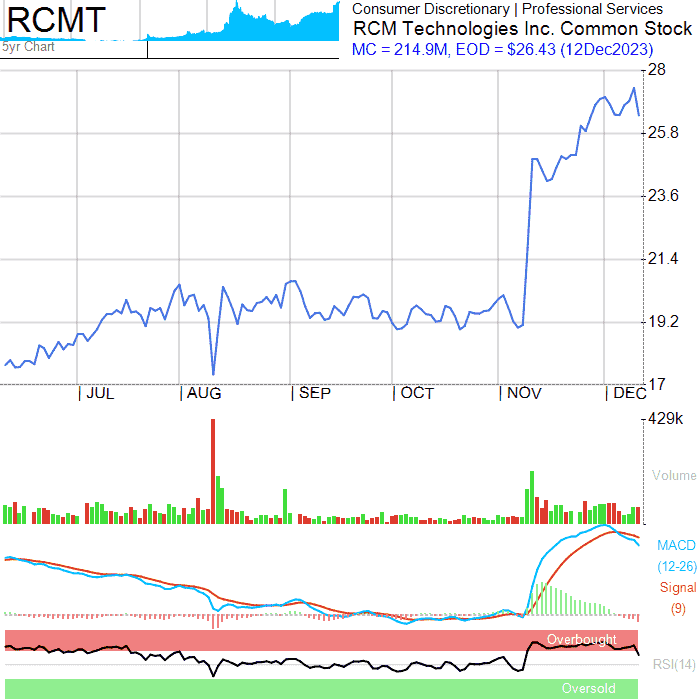 RCMT
5yr Chart
Consumer Discretionary | Professional Services
RCM Technologies Inc. Common Stock
MC = 214.9M, EOD = $26.43 (12Dec2023)
28
25.8
23.6
21.4
19.2
17
| JUL | AUG | SEP | OCT | NOV | DEC
429k
Volume
MACD
(12-26)
Signal
(9)
Overbought
RSI(14)
Oversold